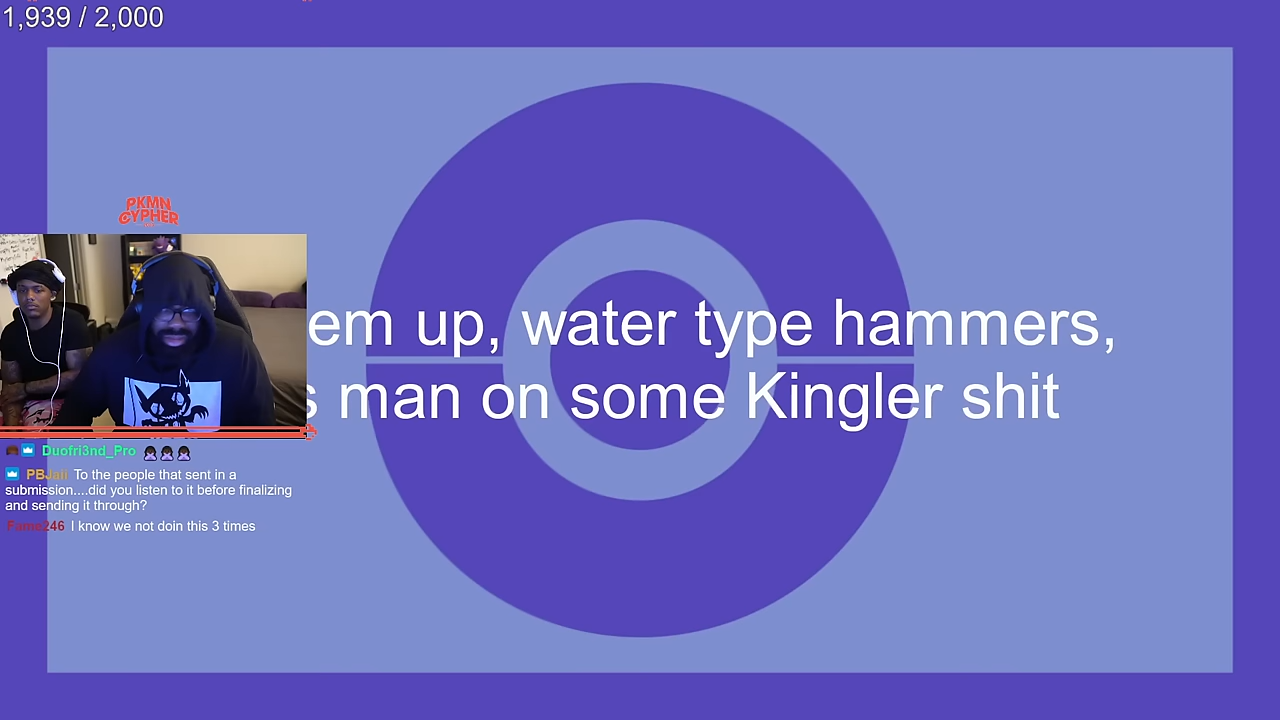 1,939 / 2,000
PKMN
CYPHER
em up, water type hammers,
s man on some Kingler shit
Duofri3nd_Pro
PBJali To the people that sent in a
submission....did you listen to it before finalizing
and sending it through?
Fame246 I know we not doin this 3 times